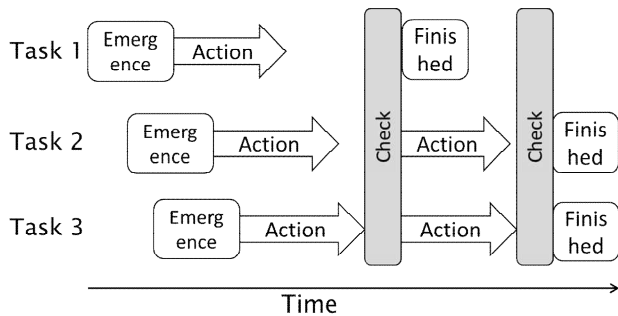 Task 1
Emerg
ence
Action
Finis
hed
Task 2
Emerg
ence
Action
Check
Action
Check
Finis
hed
Task 3
Emerg
ence
Action
Action
Finis
hed
Time